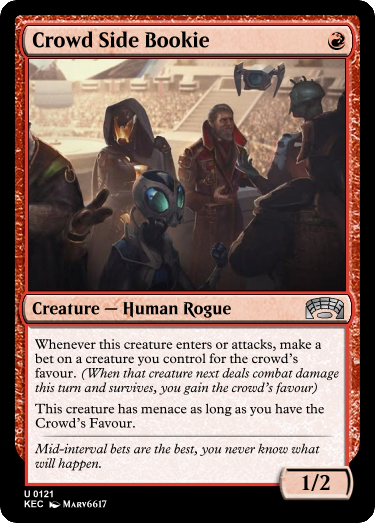 Crowd Side Bookie
Creature — Human Rogue
Whenever this creature enters or attacks, make a
bet on a creature you control for the crowd's
favour. (When that creature next deals combat damage
this turn and survives, you gain the crowd's favour)
This creature has menace as long as you have the
Crowd's Favour.
Mid-interval bets are the best, you never know what
will happen.
1/2
U 0121
KEC Marv6617